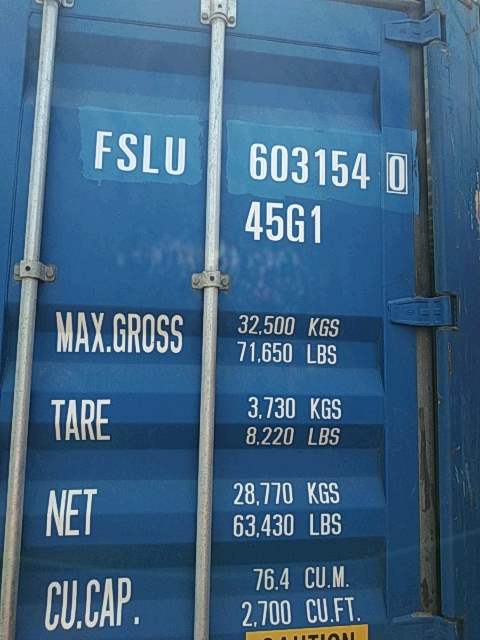 FSLU 603154 0
45G1
MAX.GROSS 32,500 KGS
71,650 LBS
TARE 3,730 KGS
8,220 LBS
NET 28,770 KGS
63,430 LBS
CU.CAP. 76.4 CU.M.
2,700 CU.FT.
CAUTION